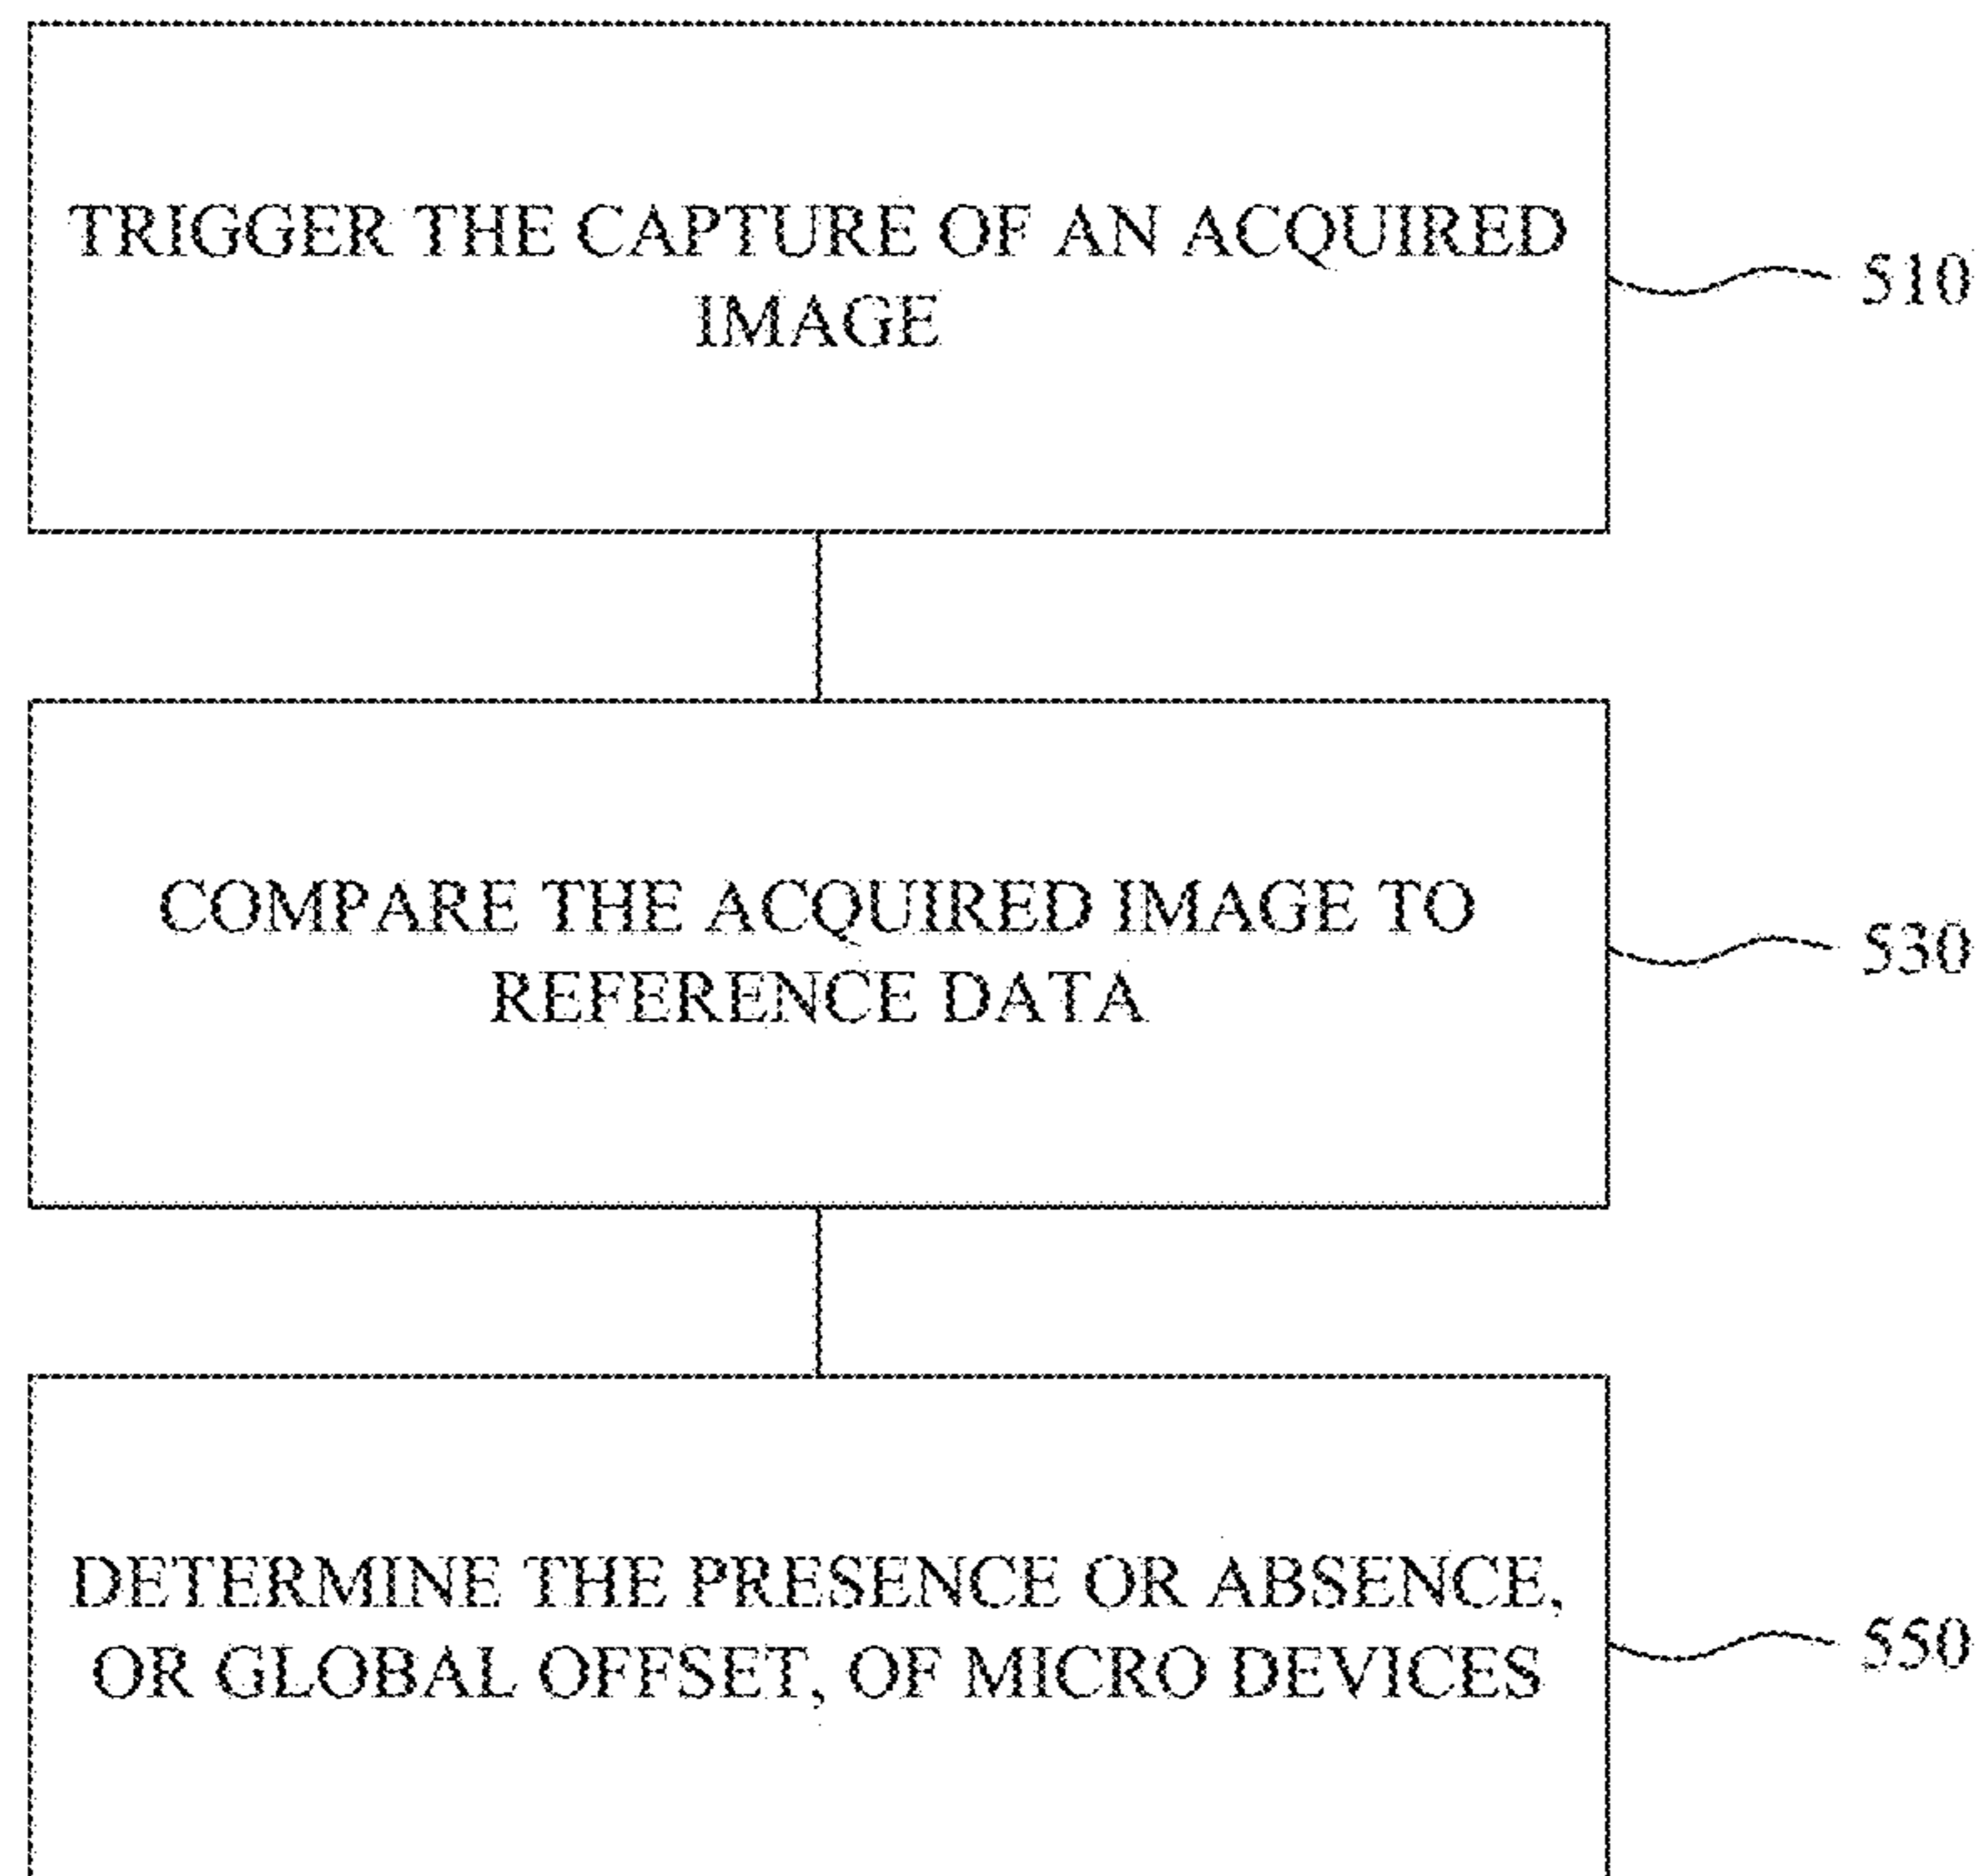 TRIGGER THE CAPTURE OF AN ACQUIRED
IMAGE
510
COMPARE THE ACQUIRED IMAGE TO
REFERENCE DATA
530
DETERMINE THE PRESENCE OR ABSENCE,
OR GLOBAL OFFSET, OF MICRO DEVICES
550